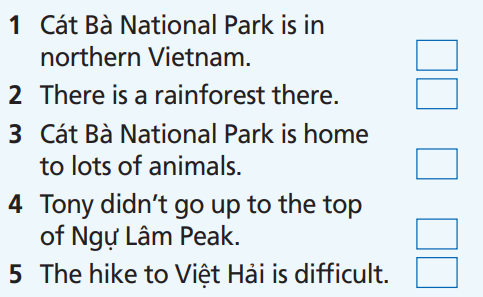 1 Cát Bà National Park is in
northern Vietnam.
2 There is a rainforest there.
3 Cát Bà National Park is home
to lots of animals.
4 Tony didn’t go up to the top
of Ngự Lâm Peak.
5 The hike to Việt Hải is difficult.